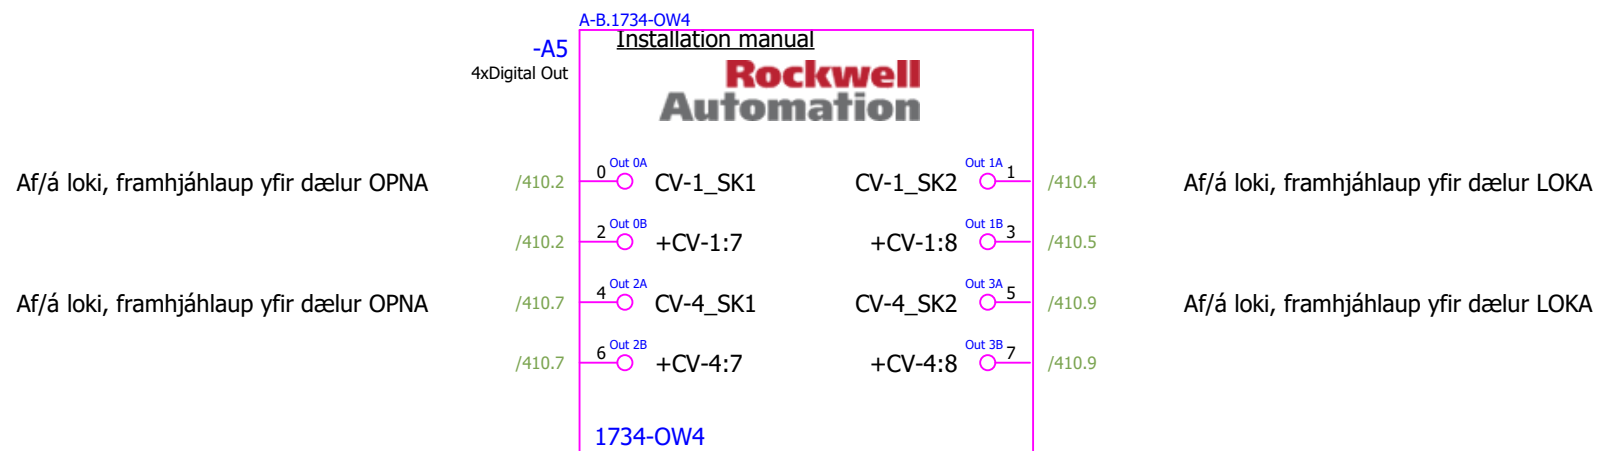 A-B.1734-OW4
-A5
Installation manual
4xDigital Out
Rockwell
Automation
Af/á loki, framhjáhlaup yfir dælur OPNA /410.2 0 Out 0A CV-1_SK1 CV-1_SK2 Out 1A 1 /410.4 Af/á loki, framhjáhlaup yfir dælur LOKA
/410.2 2 Out 0B +CV-1:7 +CV-1:8 Out 1B 3 /410.5
Af/á loki, framhjáhlaup yfir dælur OPNA /410.7 4 Out 2A CV-4_SK1 CV-4_SK2 Out 3A 5 /410.9 Af/á loki, framhjáhlaup yfir dælur LOKA
/410.7 6 Out 2B +CV-4:7 +CV-4:8 Out 3B 7 /410.9
1734-OW4